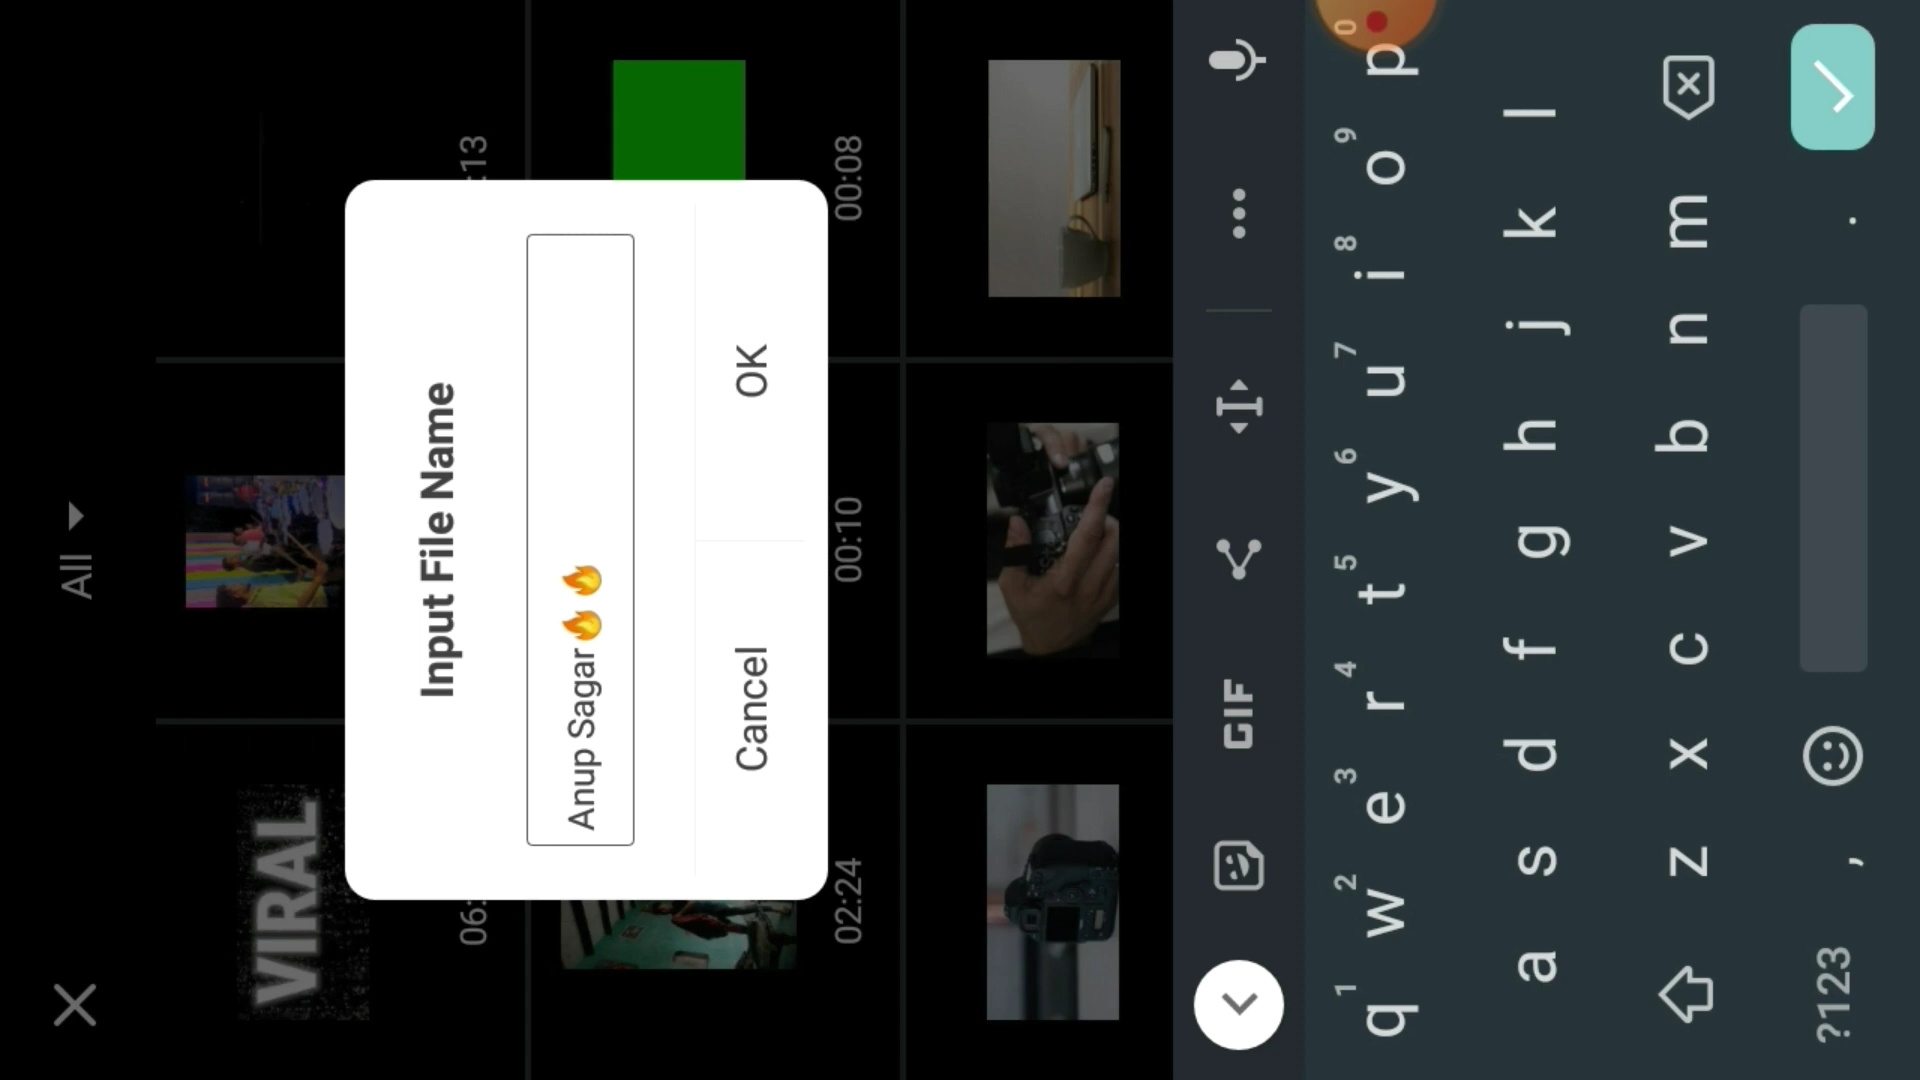 All
VIRAL
06:
:13
02:24
00:10
00:08
Input File Name
Anup Sagar🔥🔥
Cancel
OK
GIF
1 2 3 4 5 6 7 8 9 0
q w e r t y u i o p
a s d f g h j k l
z x c v b n m
?123 , .